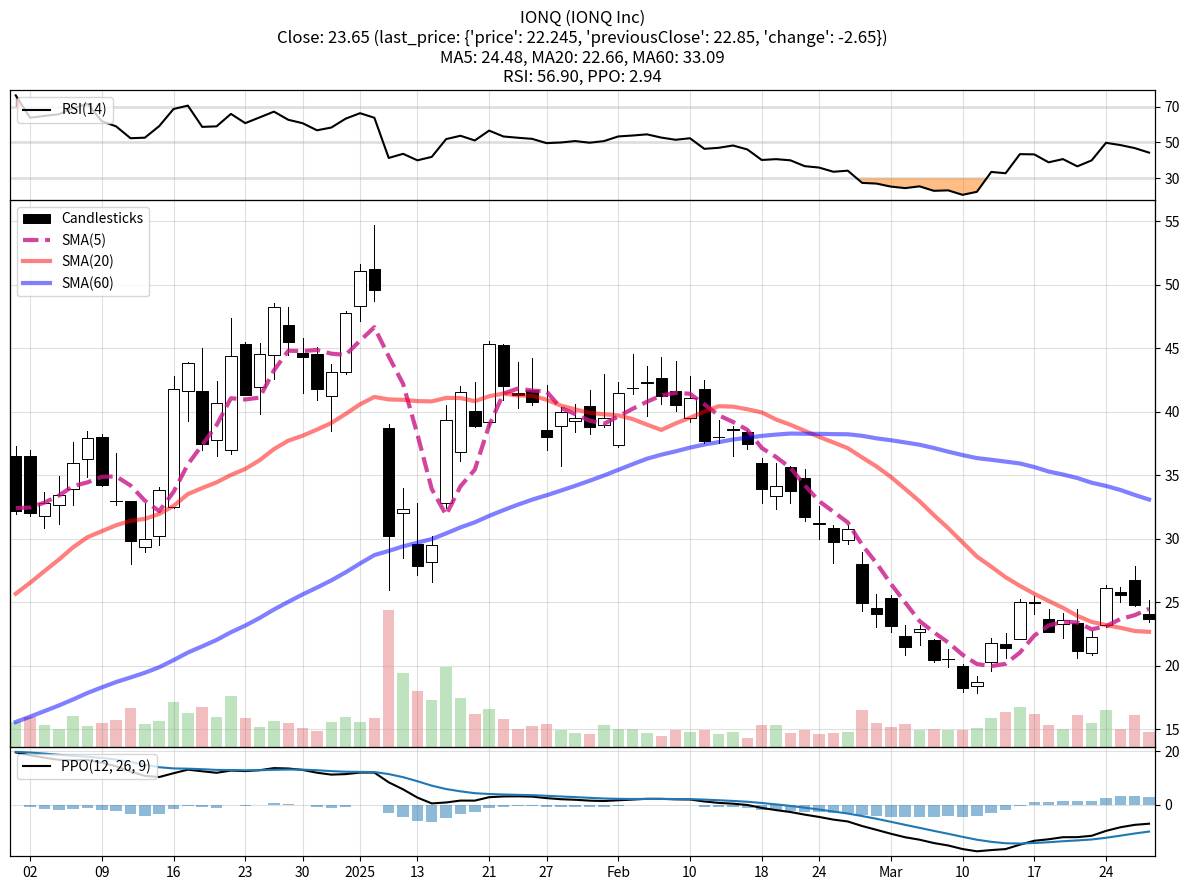 IONQ (IONQ Inc)
Close: 23.65 (last_price: {'price': 22.245, 'previousClose': 22.85, 'change': -2.65})
MA5: 24.48, MA20: 22.66, MA60: 33.09
RSI: 56.90, PPO: 2.94
RSI(14)
70
50
30
Candlesticks
SMA(5)
SMA(20)
SMA(60)
55
50
45
40
35
30
25
20
15
PPO(12, 26, 9)
20
0
02 09 16 23 30 2025 13 21 27 Feb 10 18 24 Mar 10 17 24